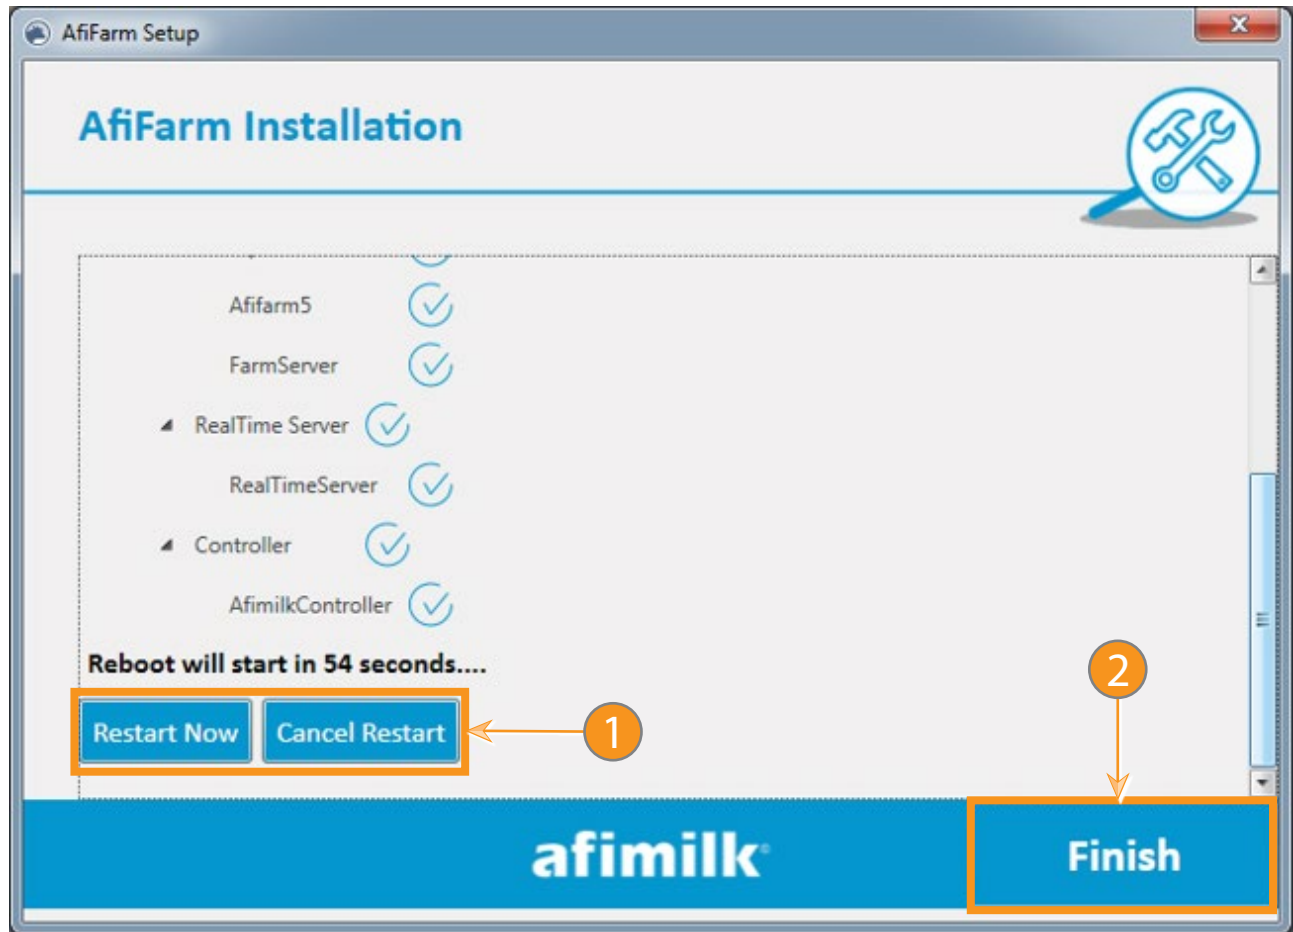 AfiFarm Setup
AfiFarm Installation
Afifarm5
FarmServer
RealTime Server
RealTimeServer
Controller
AfimilkController
Reboot will start in 54 seconds....
Restart Now Cancel Restart
1
2
afimilk
Finish